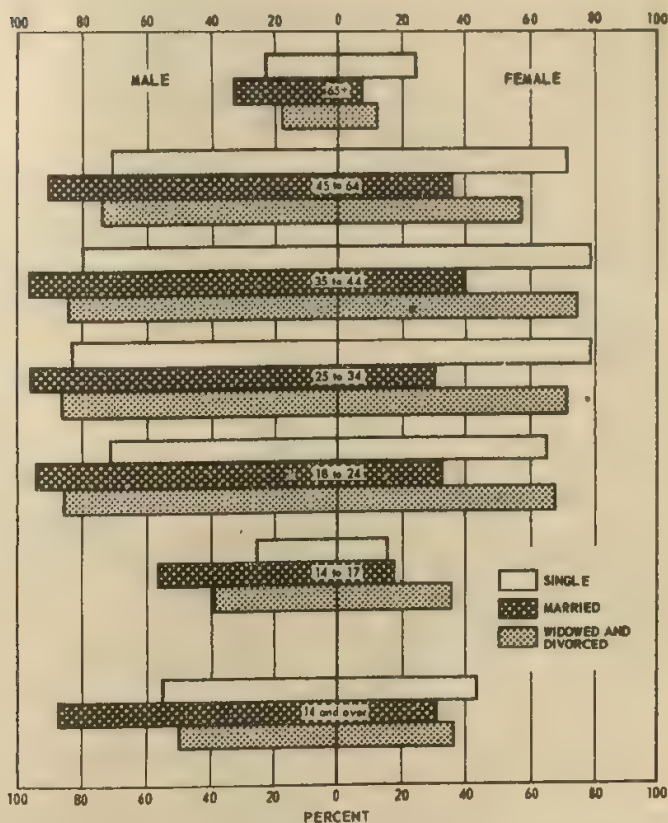 100 80 60 40 20 0 20 40 60 80 100
MALE FEMALE
65+
45 to 64
35 to 44
25 to 34
18 to 24
14 to 17
SINGLE
MARRIED
WIDOWED AND
DIVORCED
14 and over
100 80 60 40 20 0 20 40 60 80 100
PERCENT